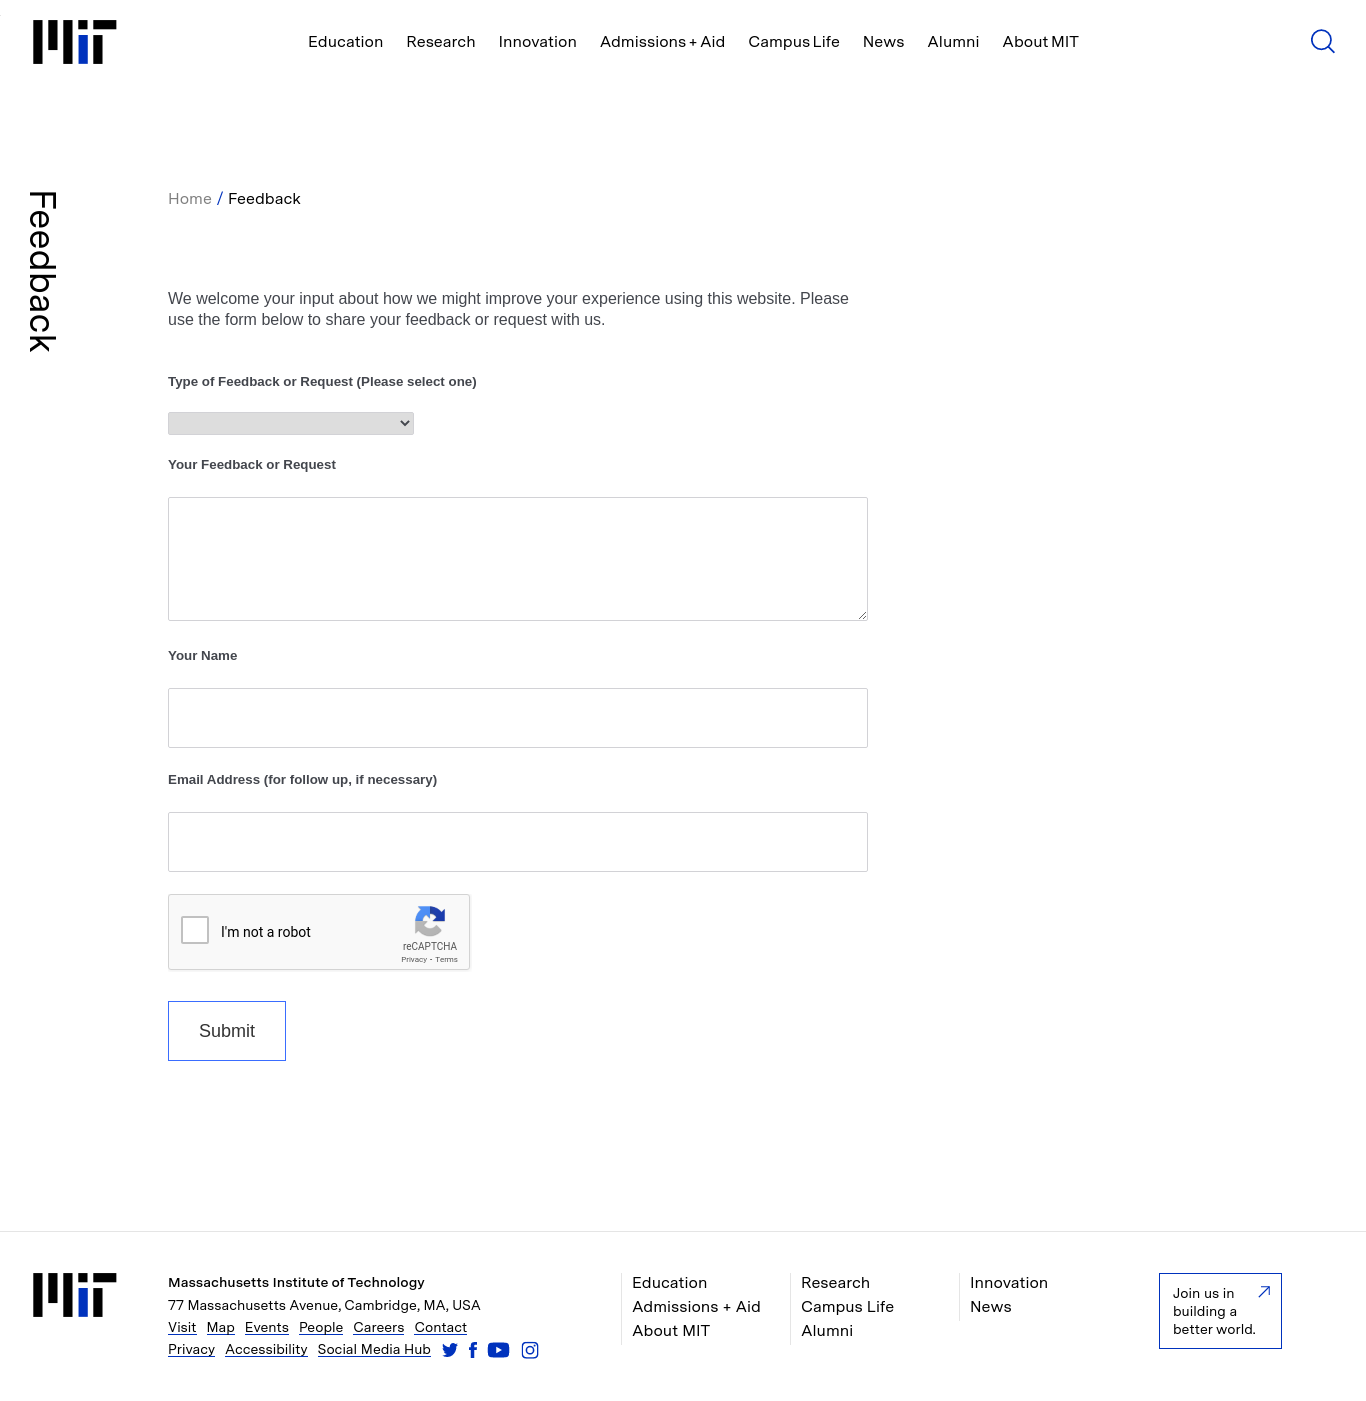 MIT
Education Research Innovation Admissions + Aid Campus Life News Alumni About MIT
Feedback
Home / Feedback
We welcome your input about how we might improve your experience using this website. Please
use the form below to share your feedback or request with us.
Type of Feedback or Request (Please select one)
Your Feedback or Request
Your Name
Email Address (for follow up, if necessary)
I'm not a robot
reCAPTCHA
Privacy - Terms
Submit
MIT
Massachusetts Institute of Technology
77 Massachusetts Avenue, Cambridge, MA, USA
Visit Map Events People Careers Contact
Privacy Accessibility Social Media Hub
Education
Admissions + Aid
About MIT
Research
Campus Life
Alumni
Innovation
News
Join us in
building a
better world.